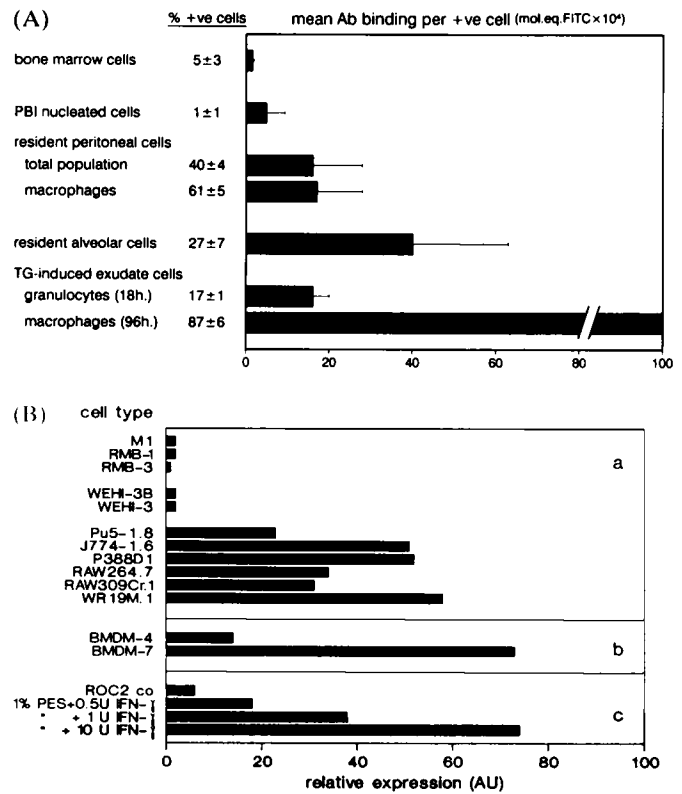 (A)
% +ve cells mean Ab binding per +ve cell (mol.eq.FITC×10⁴)
bone marrow cells 5±3
PBl nucleated cells 1±1
resident peritoneal cells
total population 40±4
macrophages 61±5
resident alveolar cells 27±7
TG-induced exudate cells
granulocytes (18h.) 17±1
macrophages (96h.) 87±6
0 20 40 60 80 100
(B) cell type
M1
RMB-1
RMB-3
WEHI-3B
WEHI-3
Pu5-1.8
J774-1.6
P388D1
RAW264.7
RAW309Cr.1
WR19M.1
a
BMDM-4
BMDM-7
b
ROC2 co
1% PES+0.5U IFN-γ
" + 1 U IFN-γ
" + 10 U IFN-γ
c
0 20 40 60 80 100
relative expression (AU)